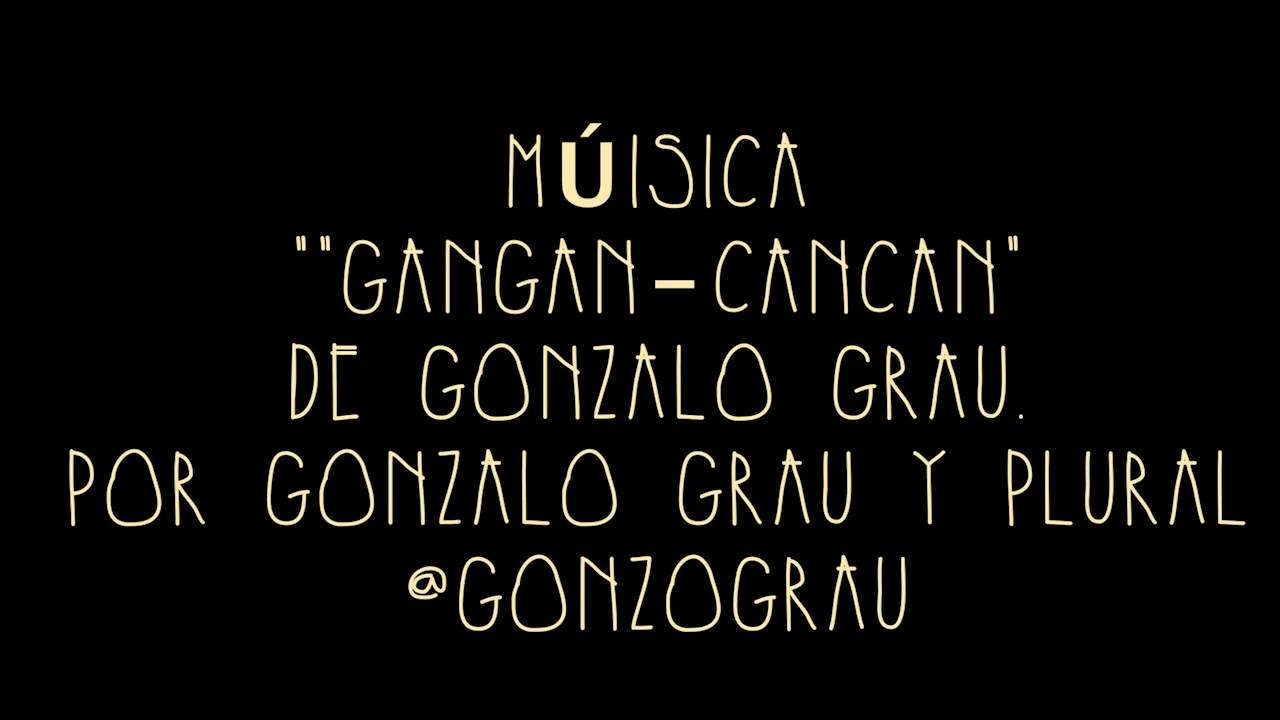 MÚISICA
""GANGAN-CANCAN"
DE GONZALO GRAU.
POR GONZALO GRAU Y PLURAL
@GONZOGRAU